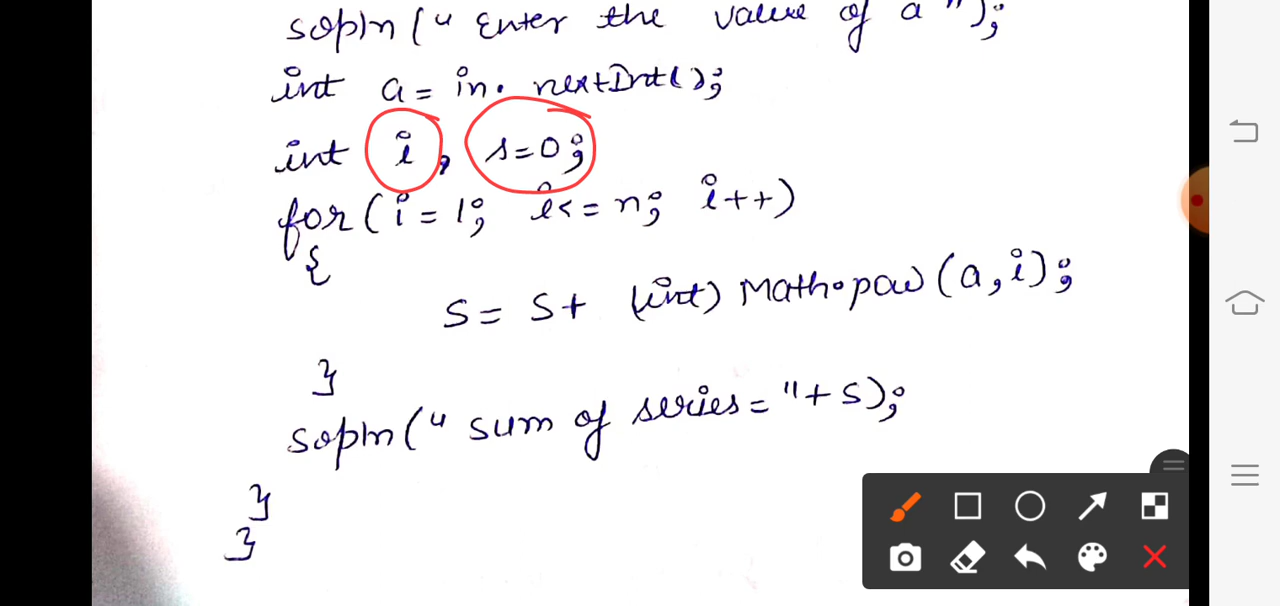 sopln(" Enter the value of a ");
int a = in. nextInt();
int i, s=0;
for(i = 1; i<=n; i++)
{
s = s + (int) Math.pow(a,i);
}
sopln(" sum of series = "+ s);
}
}